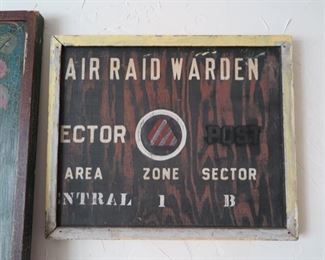 AIR RAID WARDEN
ECTOR POST
AREA ZONE SECTOR
ENTRAL 1 B